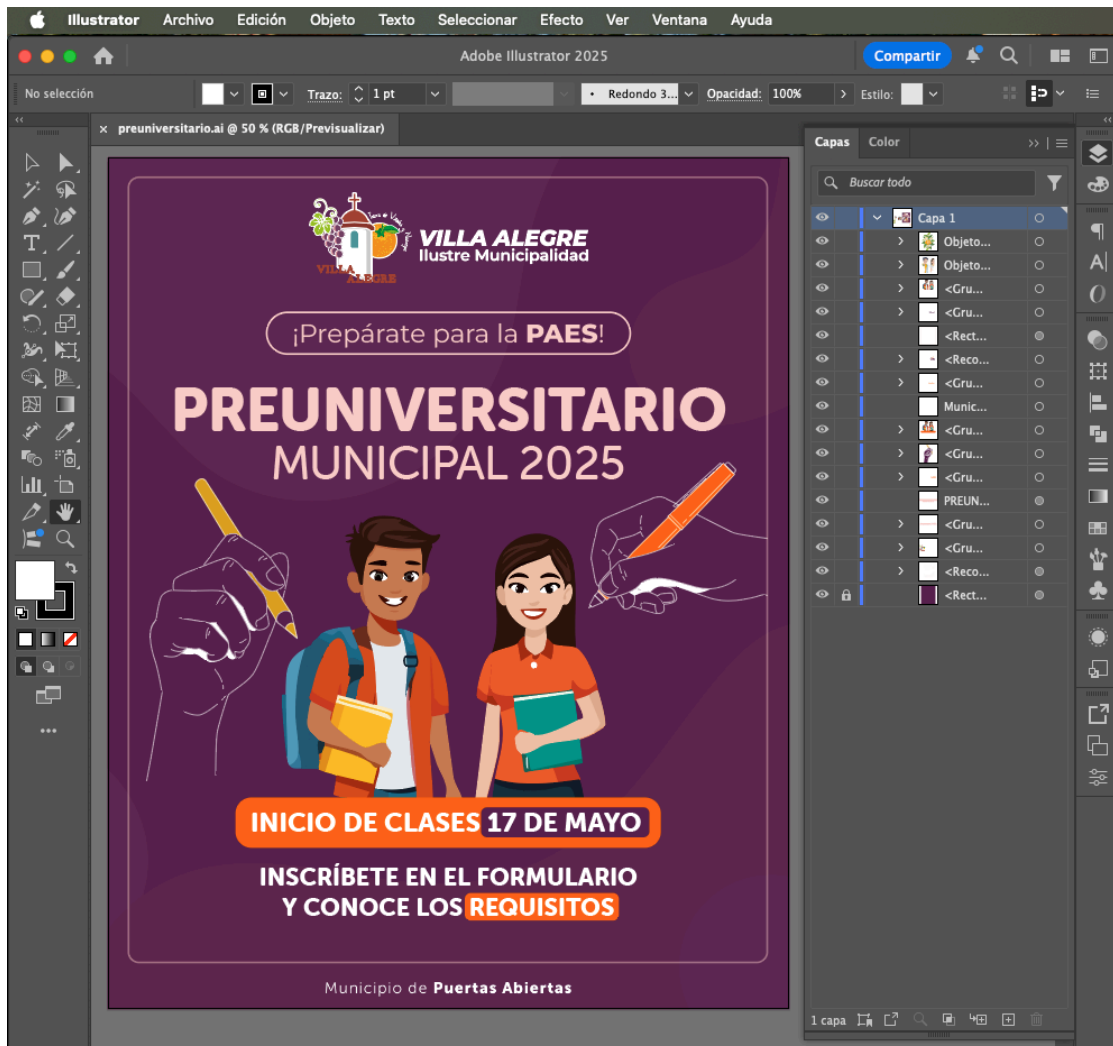 Illustrator Archivo Edición Objeto Texto Seleccionar Efecto Ver Ventana Ayuda
Adobe Illustrator 2025
Compartir
No selección
Trazo: 1 pt
Redondo 3...
Opacidad: 100%
Estilo:
× preuniversitario.ai @ 50 % (RGB/Previsualizar)
VILLA
ALEGRE
VILLA ALEGRE
Ilustre Municipalidad
¡Prepárate para la PAES!
PREUNIVERSITARIO
MUNICIPAL 2025
INICIO DE CLASES 17 DE MAYO
INSCRÍBETE EN EL FORMULARIO
Y CONOCE LOS REQUISITOS
Municipio de Puertas Abiertas
Capas Color
Buscar todo
Capa 1
Objeto...
Objeto...
<Gru...
<Gru...
<Rect...
<Reco...
<Gru...
Munic...
<Gru...
<Gru...
<Gru...
PREUN...
<Gru...
<Gru...
<Reco...
<Rect...
1 capa